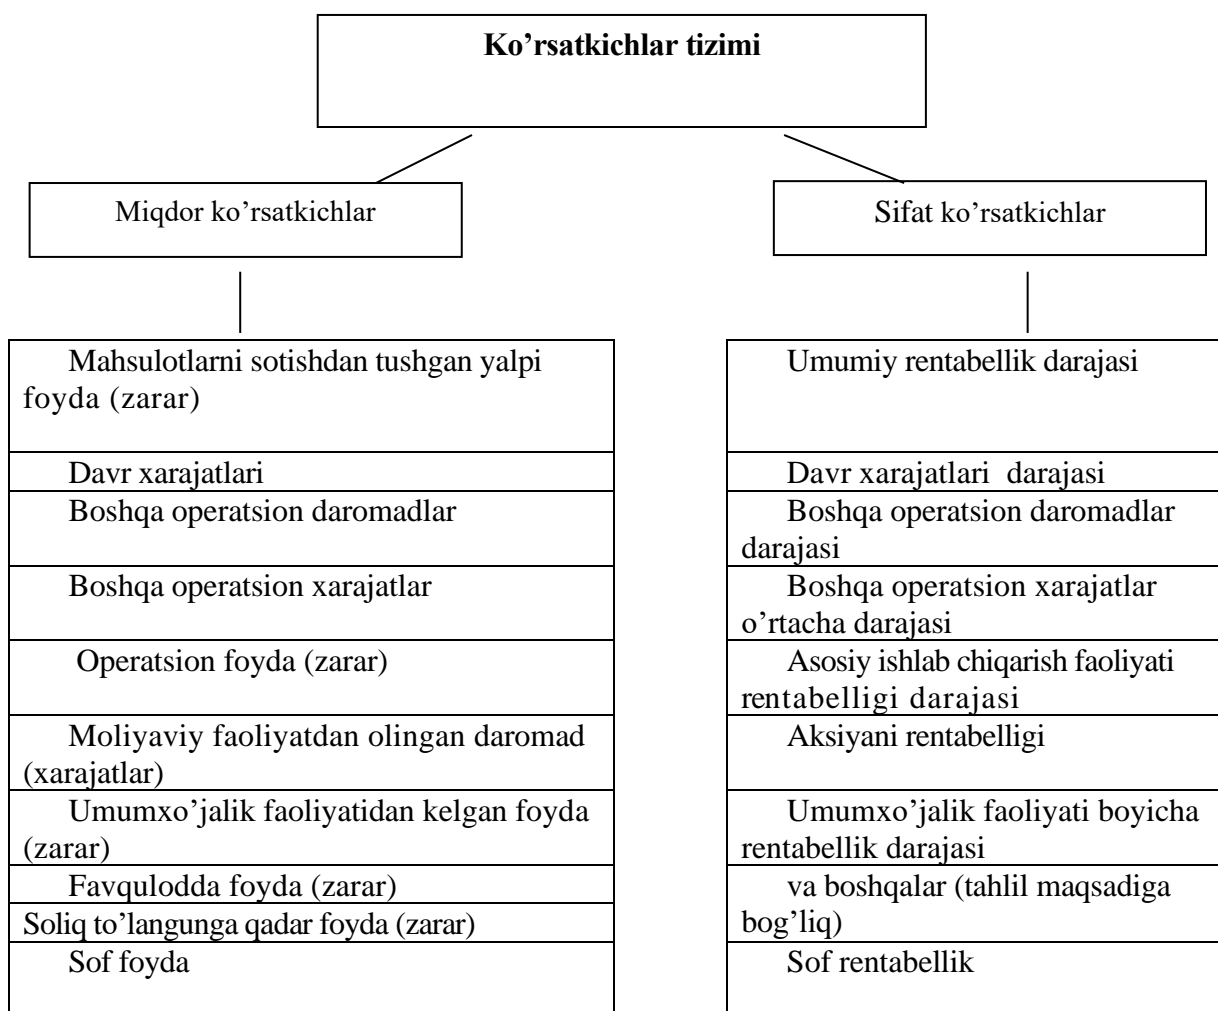 Ko’rsatkichlar tizimi
Miqdor ko’rsatkichlar
Sifat ko’rsatkichlar
Mahsulotlarni sotishdan tushgan yalpi
foyda (zarar)
Davr xarajatlari
Boshqa operatsion daromadlar
Boshqa operatsion xarajatlar
Operatsion foyda (zarar)
Moliyaviy faoliyatdan olingan daromad
(xarajatlar)
Umumxo’jalik faoliyatidan kelgan foyda
(zarar)
Favqulodda foyda (zarar)
Soliq to’langunga qadar foyda (zarar)
Sof foyda
Umumiy rentabellik darajasi
Davr xarajatlari darajasi
Boshqa operatsion daromadlar
darajasi
Boshqa operatsion xarajatlar
o’rtacha darajasi
Asosiy ishlab chiqarish faoliyati
rentabelligi darajasi
Aksiyani rentabelligi
Umumxo’jalik faoliyati boyicha
rentabellik darajasi
va boshqalar (tahlil maqsadiga
bog’liq)
Sof rentabellik